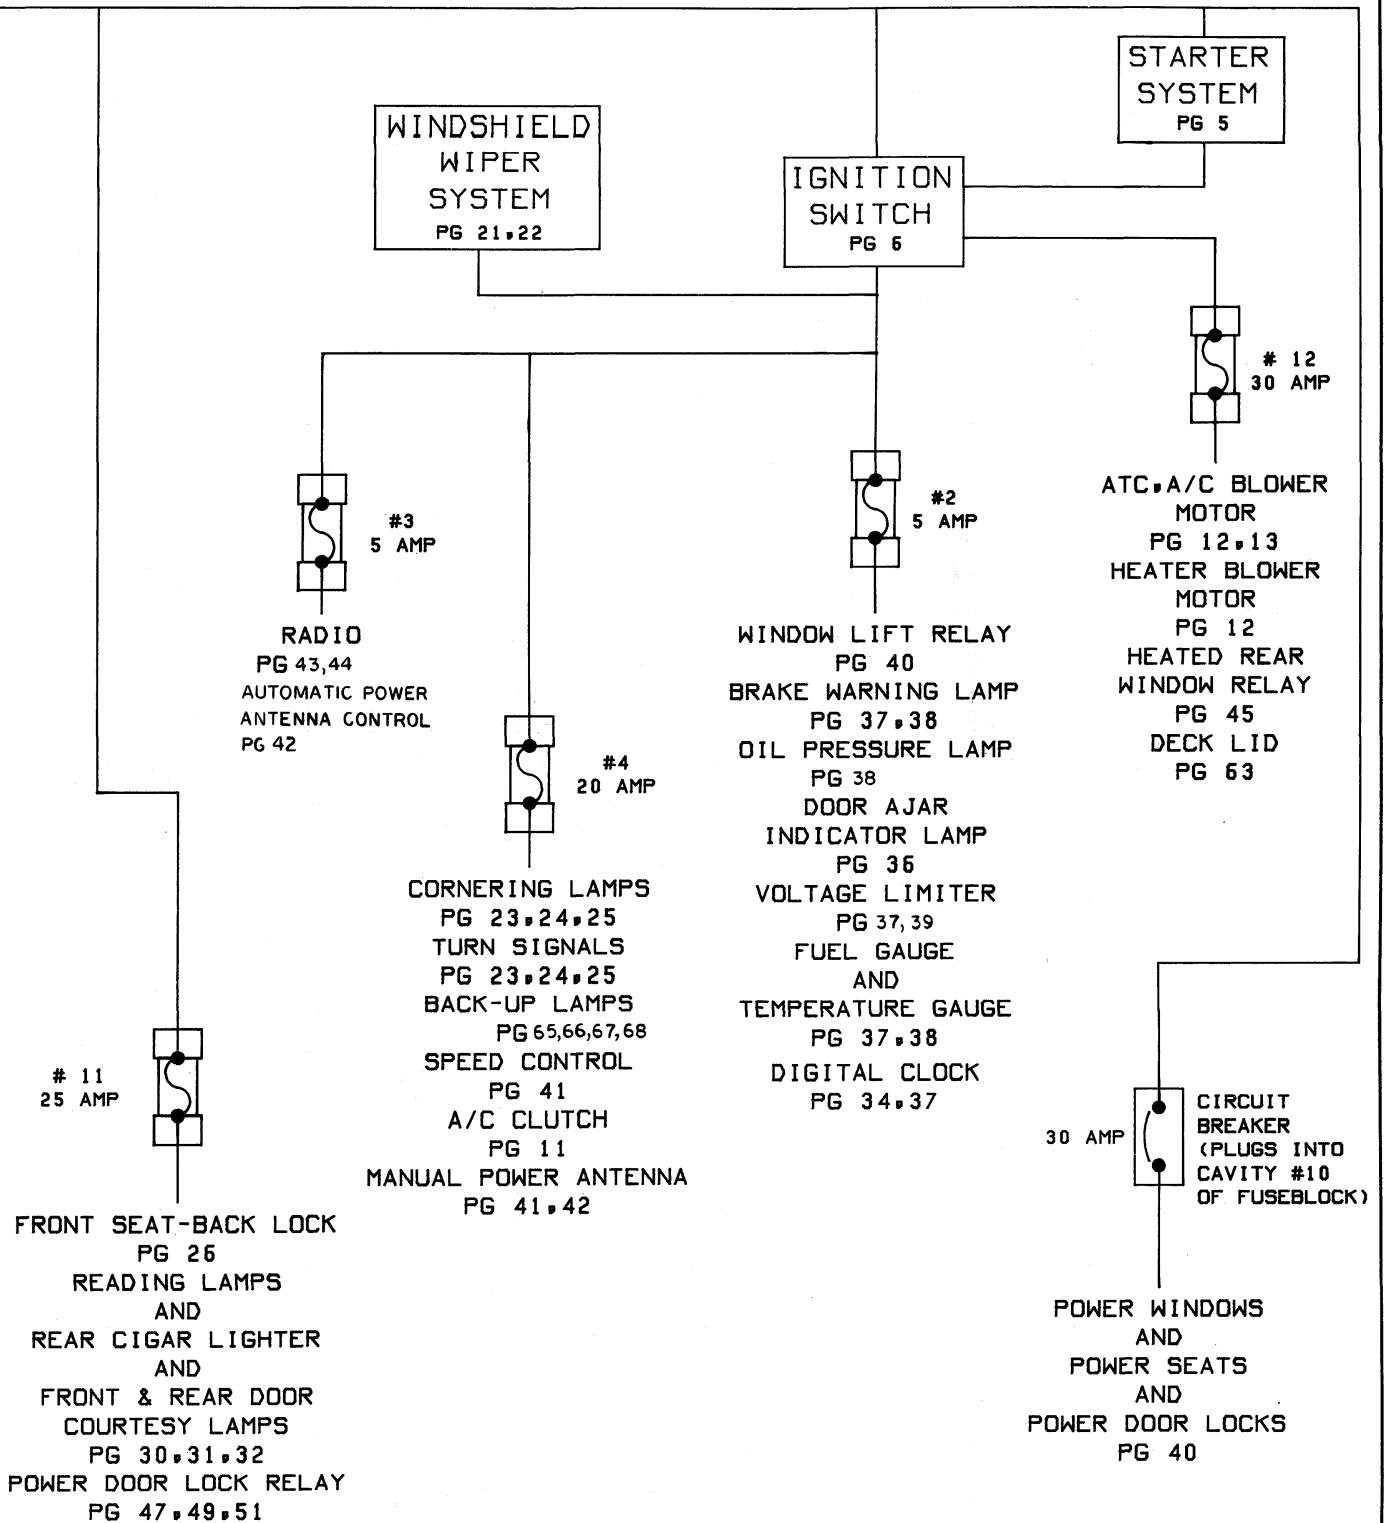 STARTER
SYSTEM
PG 5
WINDSHIELD
WIPER
SYSTEM
PG 21,22
IGNITION
SWITCH
PG 6
# 12
30 AMP
ATC,A/C BLOWER
MOTOR
PG 12,13
HEATER BLOWER
MOTOR
PG 12
HEATED REAR
WINDOW RELAY
PG 45
DECK LID
PG 63
#3
5 AMP
RADIO
PG 43,44
AUTOMATIC POWER
ANTENNA CONTROL
PG 42
#2
5 AMP
WINDOW LIFT RELAY
PG 40
BRAKE WARNING LAMP
PG 37,38
OIL PRESSURE LAMP
PG 38
DOOR AJAR
INDICATOR LAMP
PG 36
VOLTAGE LIMITER
PG 37,39
FUEL GAUGE
AND
TEMPERATURE GAUGE
PG 37,38
DIGITAL CLOCK
PG 34,37
#4
20 AMP
CORNERING LAMPS
PG 23,24,25
TURN SIGNALS
PG 23,24,25
BACK-UP LAMPS
PG 65,66,67,68
SPEED CONTROL
PG 41
A/C CLUTCH
PG 11
MANUAL POWER ANTENNA
PG 41,42
# 11
25 AMP
FRONT SEAT-BACK LOCK
PG 26
READING LAMPS
AND
REAR CIGAR LIGHTER
AND
FRONT & REAR DOOR
COURTESY LAMPS
PG 30,31,32
POWER DOOR LOCK RELAY
PG 47,49,51
30 AMP
CIRCUIT
BREAKER
(PLUGS INTO
CAVITY #10
OF FUSEBLOCK)
POWER WINDOWS
AND
POWER SEATS
AND
POWER DOOR LOCKS
PG 40